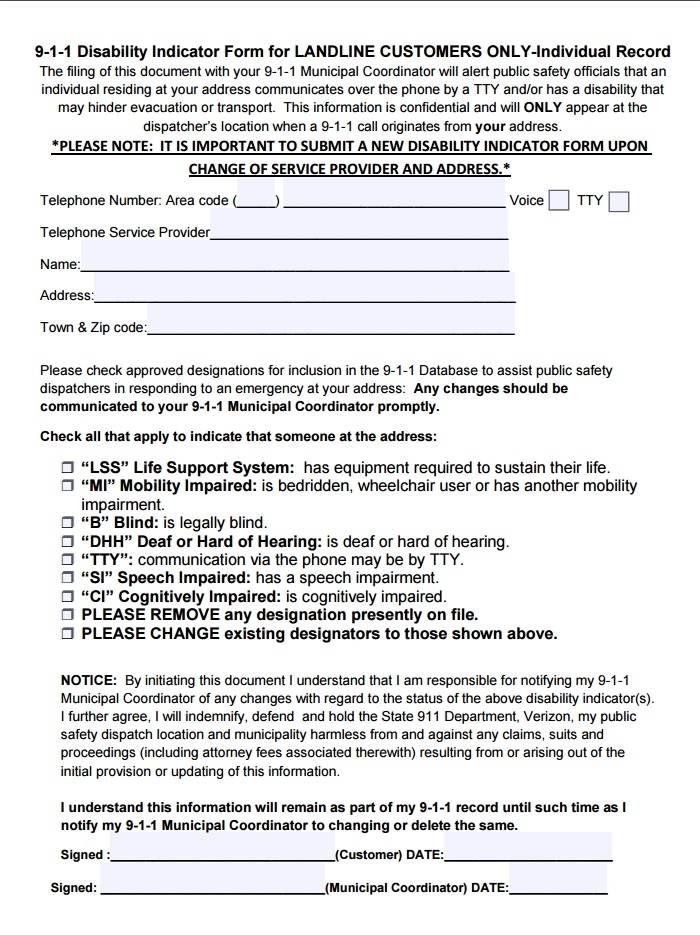 9-1-1 Disability Indicator Form for LANDLINE CUSTOMERS ONLY-Individual Record
The filing of this document with your 9-1-1 Municipal Coordinator will alert public safety officials that an
individual residing at your address communicates over the phone by a TTY and/or has a disability that
may hinder evacuation or transport. This information is confidential and will ONLY appear at the
dispatcher's location when a 9-1-1 call originates from your address.
*PLEASE NOTE: IT IS IMPORTANT TO SUBMIT A NEW DISABILITY INDICATOR FORM UPON
CHANGE OF SERVICE PROVIDER AND ADDRESS.*
Telephone Number: Area code (_____) ______________________________ Voice ☐ TTY ☐
Telephone Service Provider________________________________________
Name:__________________________________________________________
Address:_________________________________________________________
Town & Zip code:__________________________________________________
Please check approved designations for inclusion in the 9-1-1 Database to assist public safety
dispatchers in responding to an emergency at your address: Any changes should be
communicated to your 9-1-1 Municipal Coordinator promptly.
Check all that apply to indicate that someone at the address:
☐ “LSS” Life Support System: has equipment required to sustain their life.
☐ “MI” Mobility Impaired: is bedridden, wheelchair user or has another mobility
impairment.
☐ “B” Blind: is legally blind.
☐ “DHH” Deaf or Hard of Hearing: is deaf or hard of hearing.
☐ “TTY”: communication via the phone may be by TTY.
☐ “SI” Speech Impaired: has a speech impairment.
☐ “CI” Cognitively Impaired: is cognitively impaired.
☐ PLEASE REMOVE any designation presently on file.
☐ PLEASE CHANGE existing designators to those shown above.
NOTICE: By initiating this document I understand that I am responsible for notifying my 9-1-1
Municipal Coordinator of any changes with regard to the status of the above disability indicator(s).
I further agree, I will indemnify, defend and hold the State 911 Department, Verizon, my public
safety dispatch location and municipality harmless from and against any claims, suits and
proceedings (including attorney fees associated therewith) resulting from or arising out of the
initial provision or updating of this information.
I understand this information will remain as part of my 9-1-1 record until such time as I
notify my 9-1-1 Municipal Coordinator to changing or delete the same.
Signed :______________________________(Customer) DATE:______________________
Signed: ______________________________(Municipal Coordinator) DATE:_____________